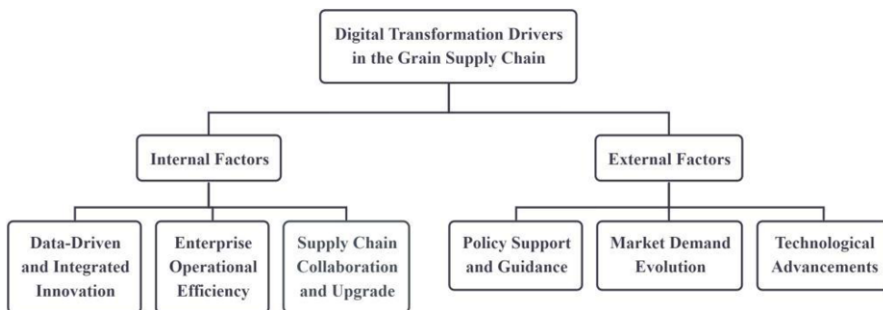 Digital Transformation Drivers
in the Grain Supply Chain
Internal Factors
External Factors
Data-Driven
and Integrated
Innovation
Enterprise
Operational
Efficiency
Supply Chain
Collaboration
and Upgrade
Policy Support
and Guidance
Market Demand
Evolution
Technological
Advancements